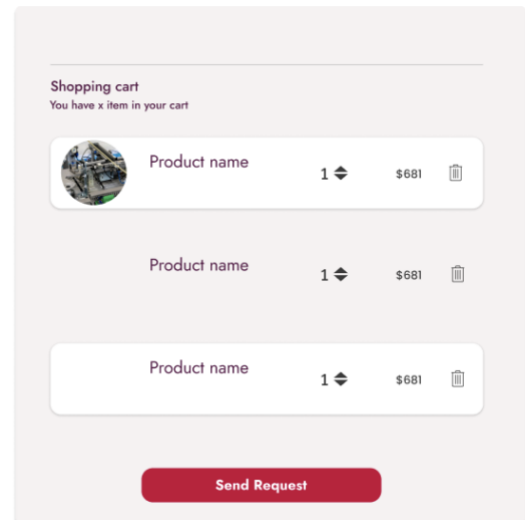 Shopping cart
You have x item in your cart
Product name
1
$681
Product name
1
$681
Product name
1
$681
Send Request